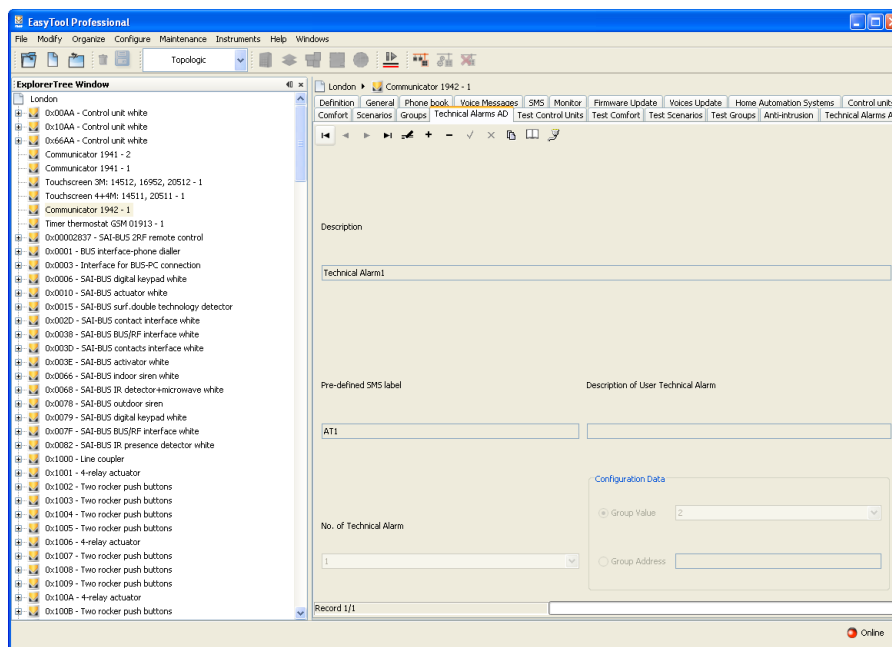 EasyTool Professional
File Modify Organize Configure Maintenance Instruments Help Windows
Topologic
ExplorerTree Window
London
0x00AA - Control unit white
0x10AA - Control unit white
0x66AA - Control unit white
Communicator 1941 - 2
Communicator 1941 - 1
Touchscreen 3M: 14512, 16952, 20512 - 1
Touchscreen 4+4M: 14511, 20511 - 1
Communicator 1942 - 1
Timer thermostat GSM 01913 - 1
0x00002837 - SAI-BUS 2RF remote control
0x0001 - BUS interface-phone dialler
0x0003 - Interface for BUS-PC connection
0x0006 - SAI-BUS digital keypad white
0x0010 - SAI-BUS actuator white
0x0015 - SAI-BUS surf.double technology detector
0x002D - SAI-BUS contact interface white
0x0038 - SAI-BUS BUS/RF interface white
0x003D - SAI-BUS contacts interface white
0x003E - SAI-BUS activator white
0x0066 - SAI-BUS indoor siren white
0x0068 - SAI-BUS IR detector+microwave white
0x0078 - SAI-BUS outdoor siren
0x0079 - SAI-BUS digital keypad white
0x007F - SAI-BUS BUS/RF interface white
0x0082 - SAI-BUS IR presence detector white
0x1000 - Line coupler
0x1001 - 4-relay actuator
0x1002 - Two rocker push buttons
0x1003 - Two rocker push buttons
0x1004 - Two rocker push buttons
0x1005 - Two rocker push buttons
0x1006 - 4-relay actuator
0x1007 - Two rocker push buttons
0x1008 - Two rocker push buttons
0x1009 - Two rocker push buttons
0x100A - 4-relay actuator
0x100B - Two rocker push buttons
London Communicator 1942 - 1
Definition General Phone book Voice Messages SMS Monitor Firmware Update Voices Update Home Automation Systems Control units
Comfort Scenarios Groups Technical Alarms AD Test Control Units Test Comfort Test Scenarios Test Groups Anti-intrusion Technical Alarms A
Description
Technical Alarm1
Pre-defined SMS label Description of User Technical Alarm
AT1
Configuration Data
Group Value 2
No. of Technical Alarm
1
Group Address
Record 1/1
Online